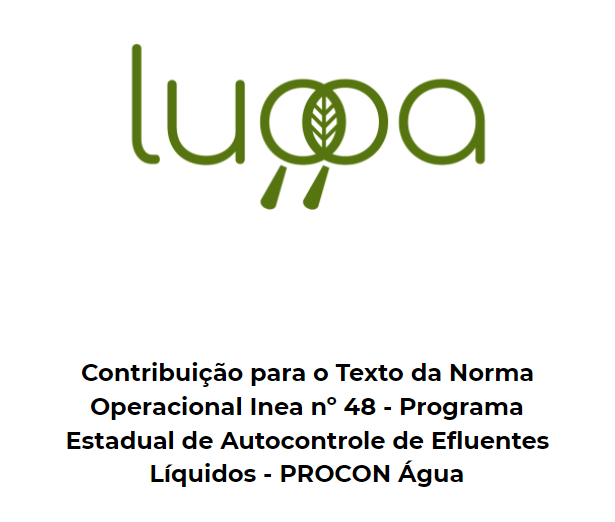 luppa
Contribuição para o Texto da Norma
Operacional Inea nº 48 - Programa
Estadual de Autocontrole de Efluentes
Líquidos - PROCON Água